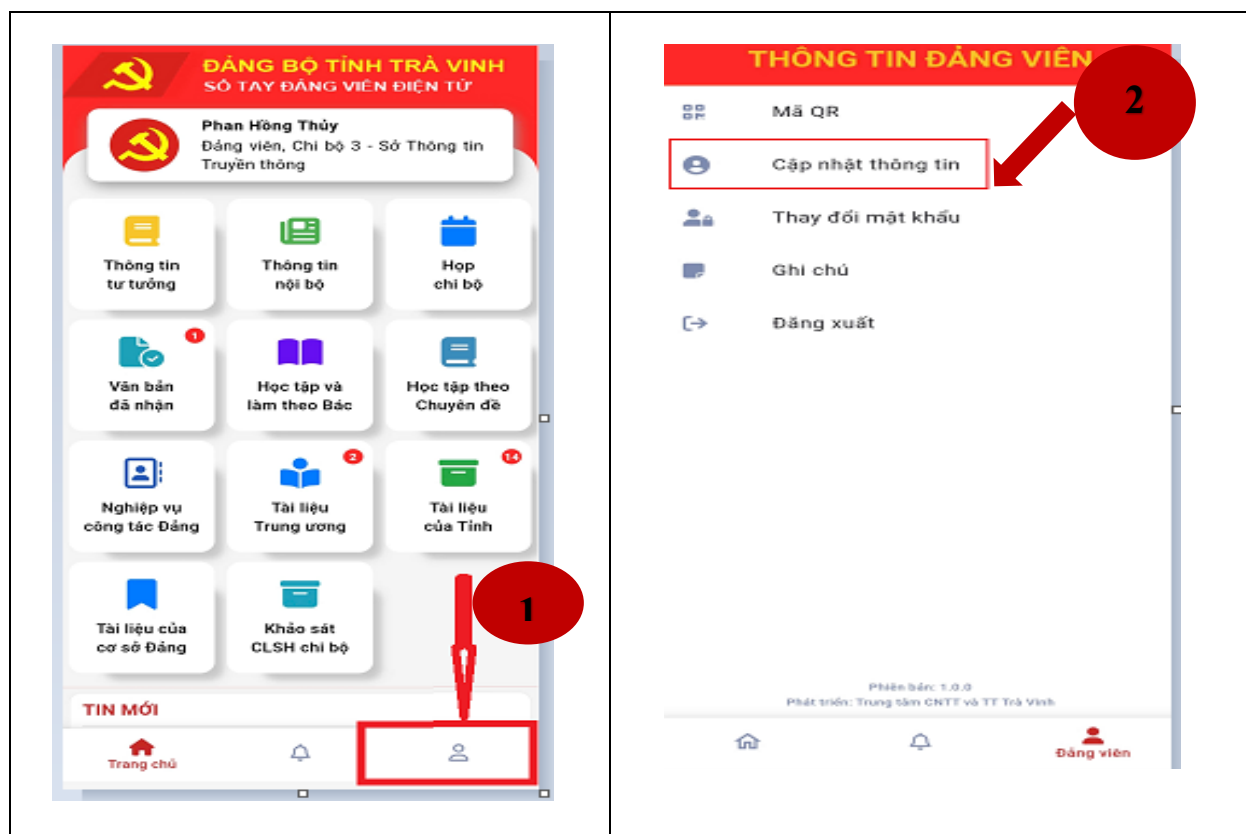 ĐẢNG BỘ TỈNH TRÀ VINH
SỔ TAY ĐẢNG VIÊN ĐIỆN TỬ
Phan Hồng Thủy
Đảng viên, Chi bộ 3 - Sở Thông tin
Truyền thông
Thông tin
tư tưởng
Thông tin
nội bộ
Họp
chi bộ
1
Văn bản
đã nhận
Học tập và
làm theo Bác
Học tập theo
Chuyên đề
Nghiệp vụ
công tác Đảng
2
Tài liệu
Trung ương
14
Tài liệu
của Tỉnh
Tài liệu của
cơ sở Đảng
Khảo sát
CLSH chi bộ
1
TIN MỚI
Trang chủ
THÔNG TIN ĐẢNG VIÊN
2
Mã QR
Cập nhật thông tin
Thay đổi mật khẩu
Ghi chú
Đăng xuất
Phiên bản: 1.0.0
Phát triển: Trung tâm CNTT và TT Trà Vinh
Đảng viên